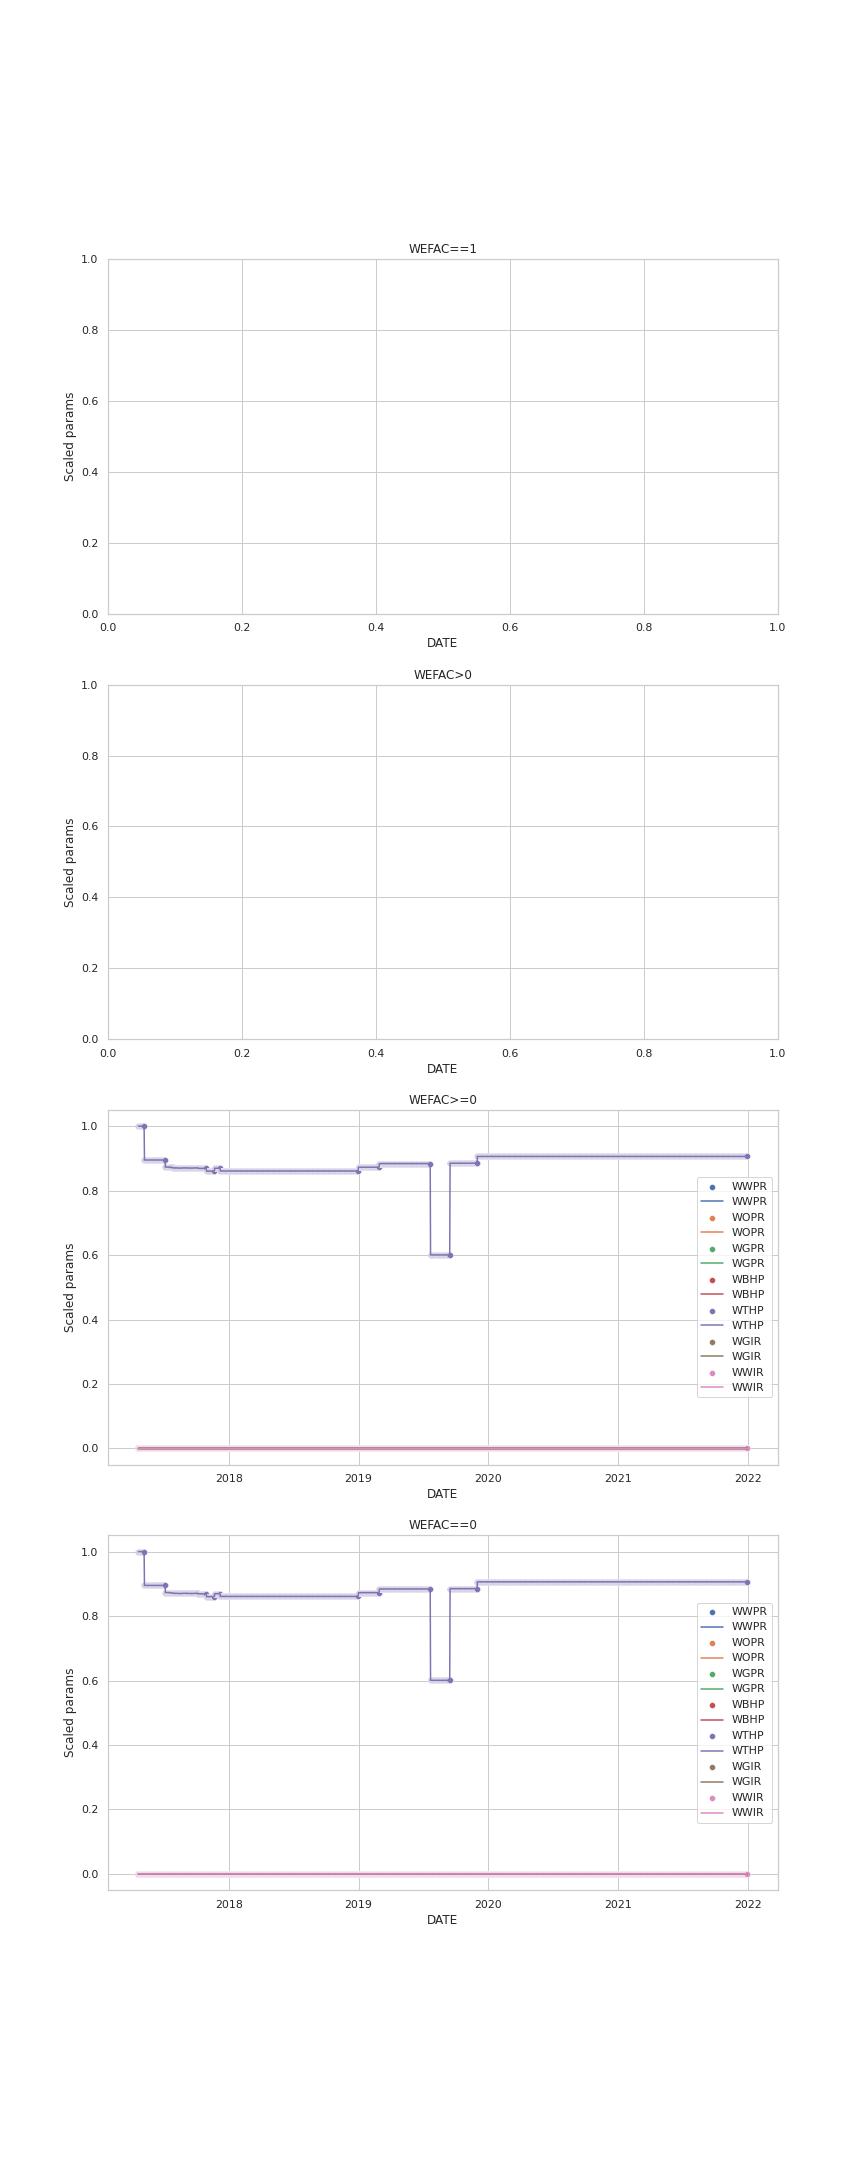 WEFAC==1
1.0
0.8
0.6
0.4
0.2
0.0
Scaled params
0.0 0.2 0.4 0.6 0.8 1.0
DATE
WEFAC>0
1.0
0.8
0.6
0.4
0.2
0.0
Scaled params
0.0 0.2 0.4 0.6 0.8 1.0
DATE
WEFAC>=0
1.0
0.8
0.6
0.4
0.2
0.0
Scaled params
WWPR
WWPR
WOPR
WOPR
WGPR
WGPR
WBHP
WBHP
WTHP
WTHP
WGIR
WGIR
WWIR
WWIR
2018 2019 2020 2021 2022
DATE
WEFAC==0
1.0
0.8
0.6
0.4
0.2
0.0
Scaled params
WWPR
WWPR
WOPR
WOPR
WGPR
WGPR
WBHP
WBHP
WTHP
WTHP
WGIR
WGIR
WWIR
WWIR
2018 2019 2020 2021 2022
DATE